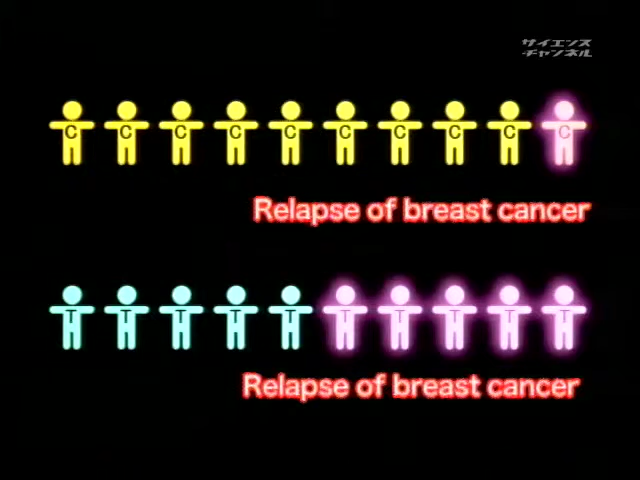 サイエンス
チャンネル
C C C C C C C C C C
Relapse of breast cancer
T T T T T T T T T T
Relapse of breast cancer